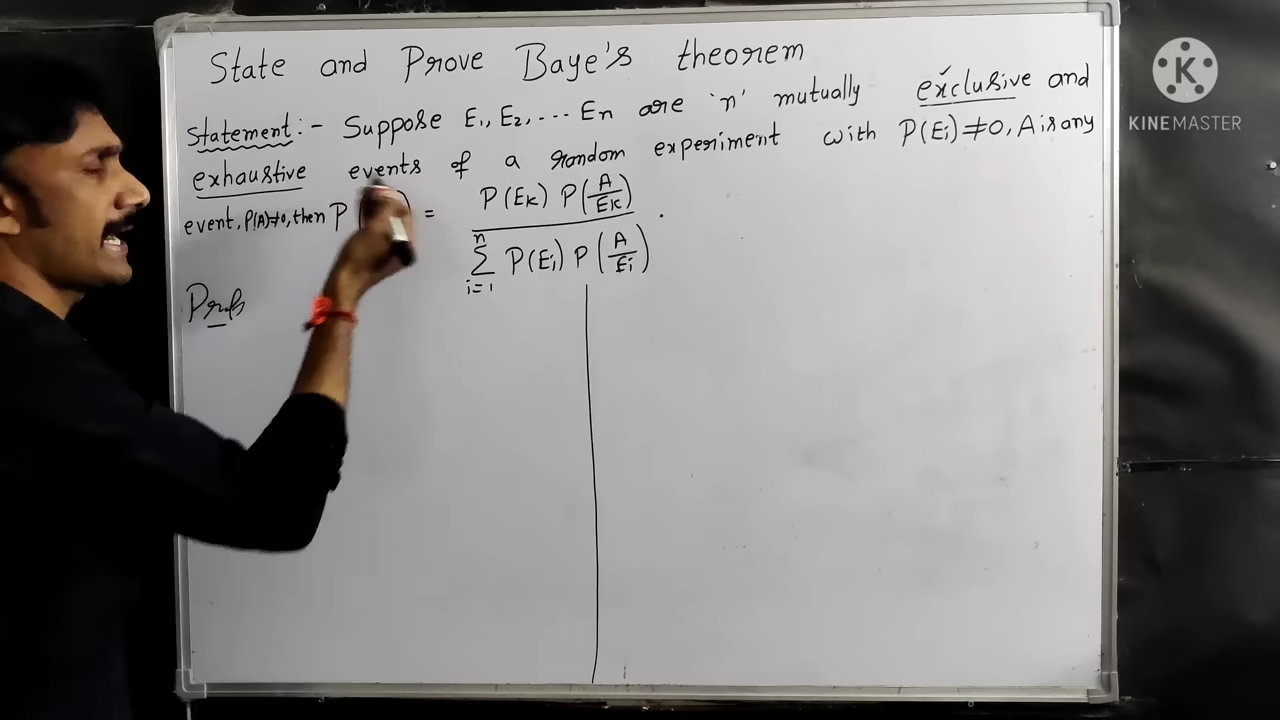 State and Prove Baye's theorem
Statement:- Suppose E₁, E₂, ... Eₙ are 'n' mutually exclusive and
exhaustive events of a random experiment with P(Eᵢ)≠0, A is any
event, P(A)≠0, then P ( ) = P(Eₖ) P(A/Eₖ) / ∑ᵢ₌₁ⁿ P(Eᵢ) P(A/Eᵢ) .
Proof
K
KINEMASTER